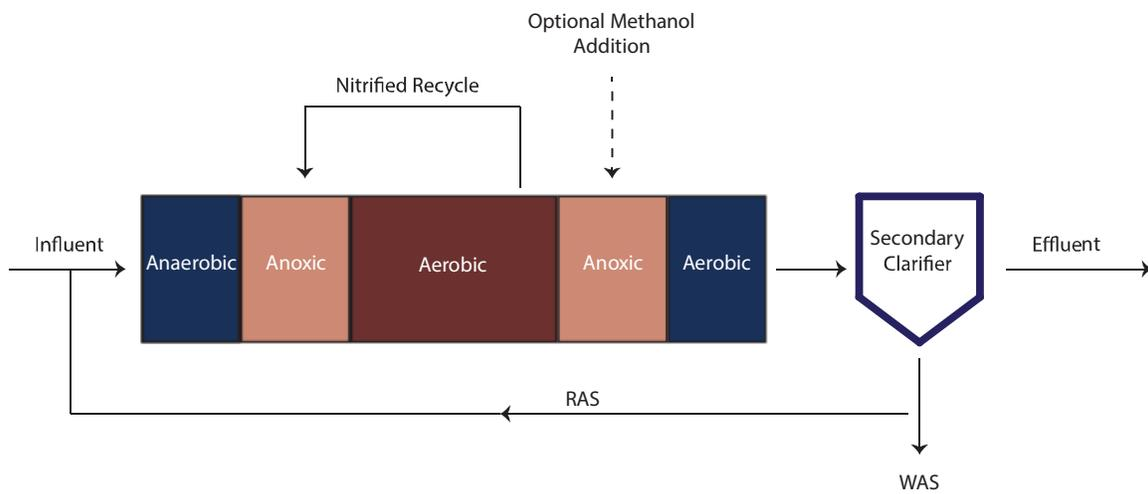 Optional Methanol
Addition
Nitrified Recycle
Influent
Anaerobic
Anoxic
Aerobic
Anoxic
Aerobic
Secondary
Clarifier
Effluent
RAS
WAS